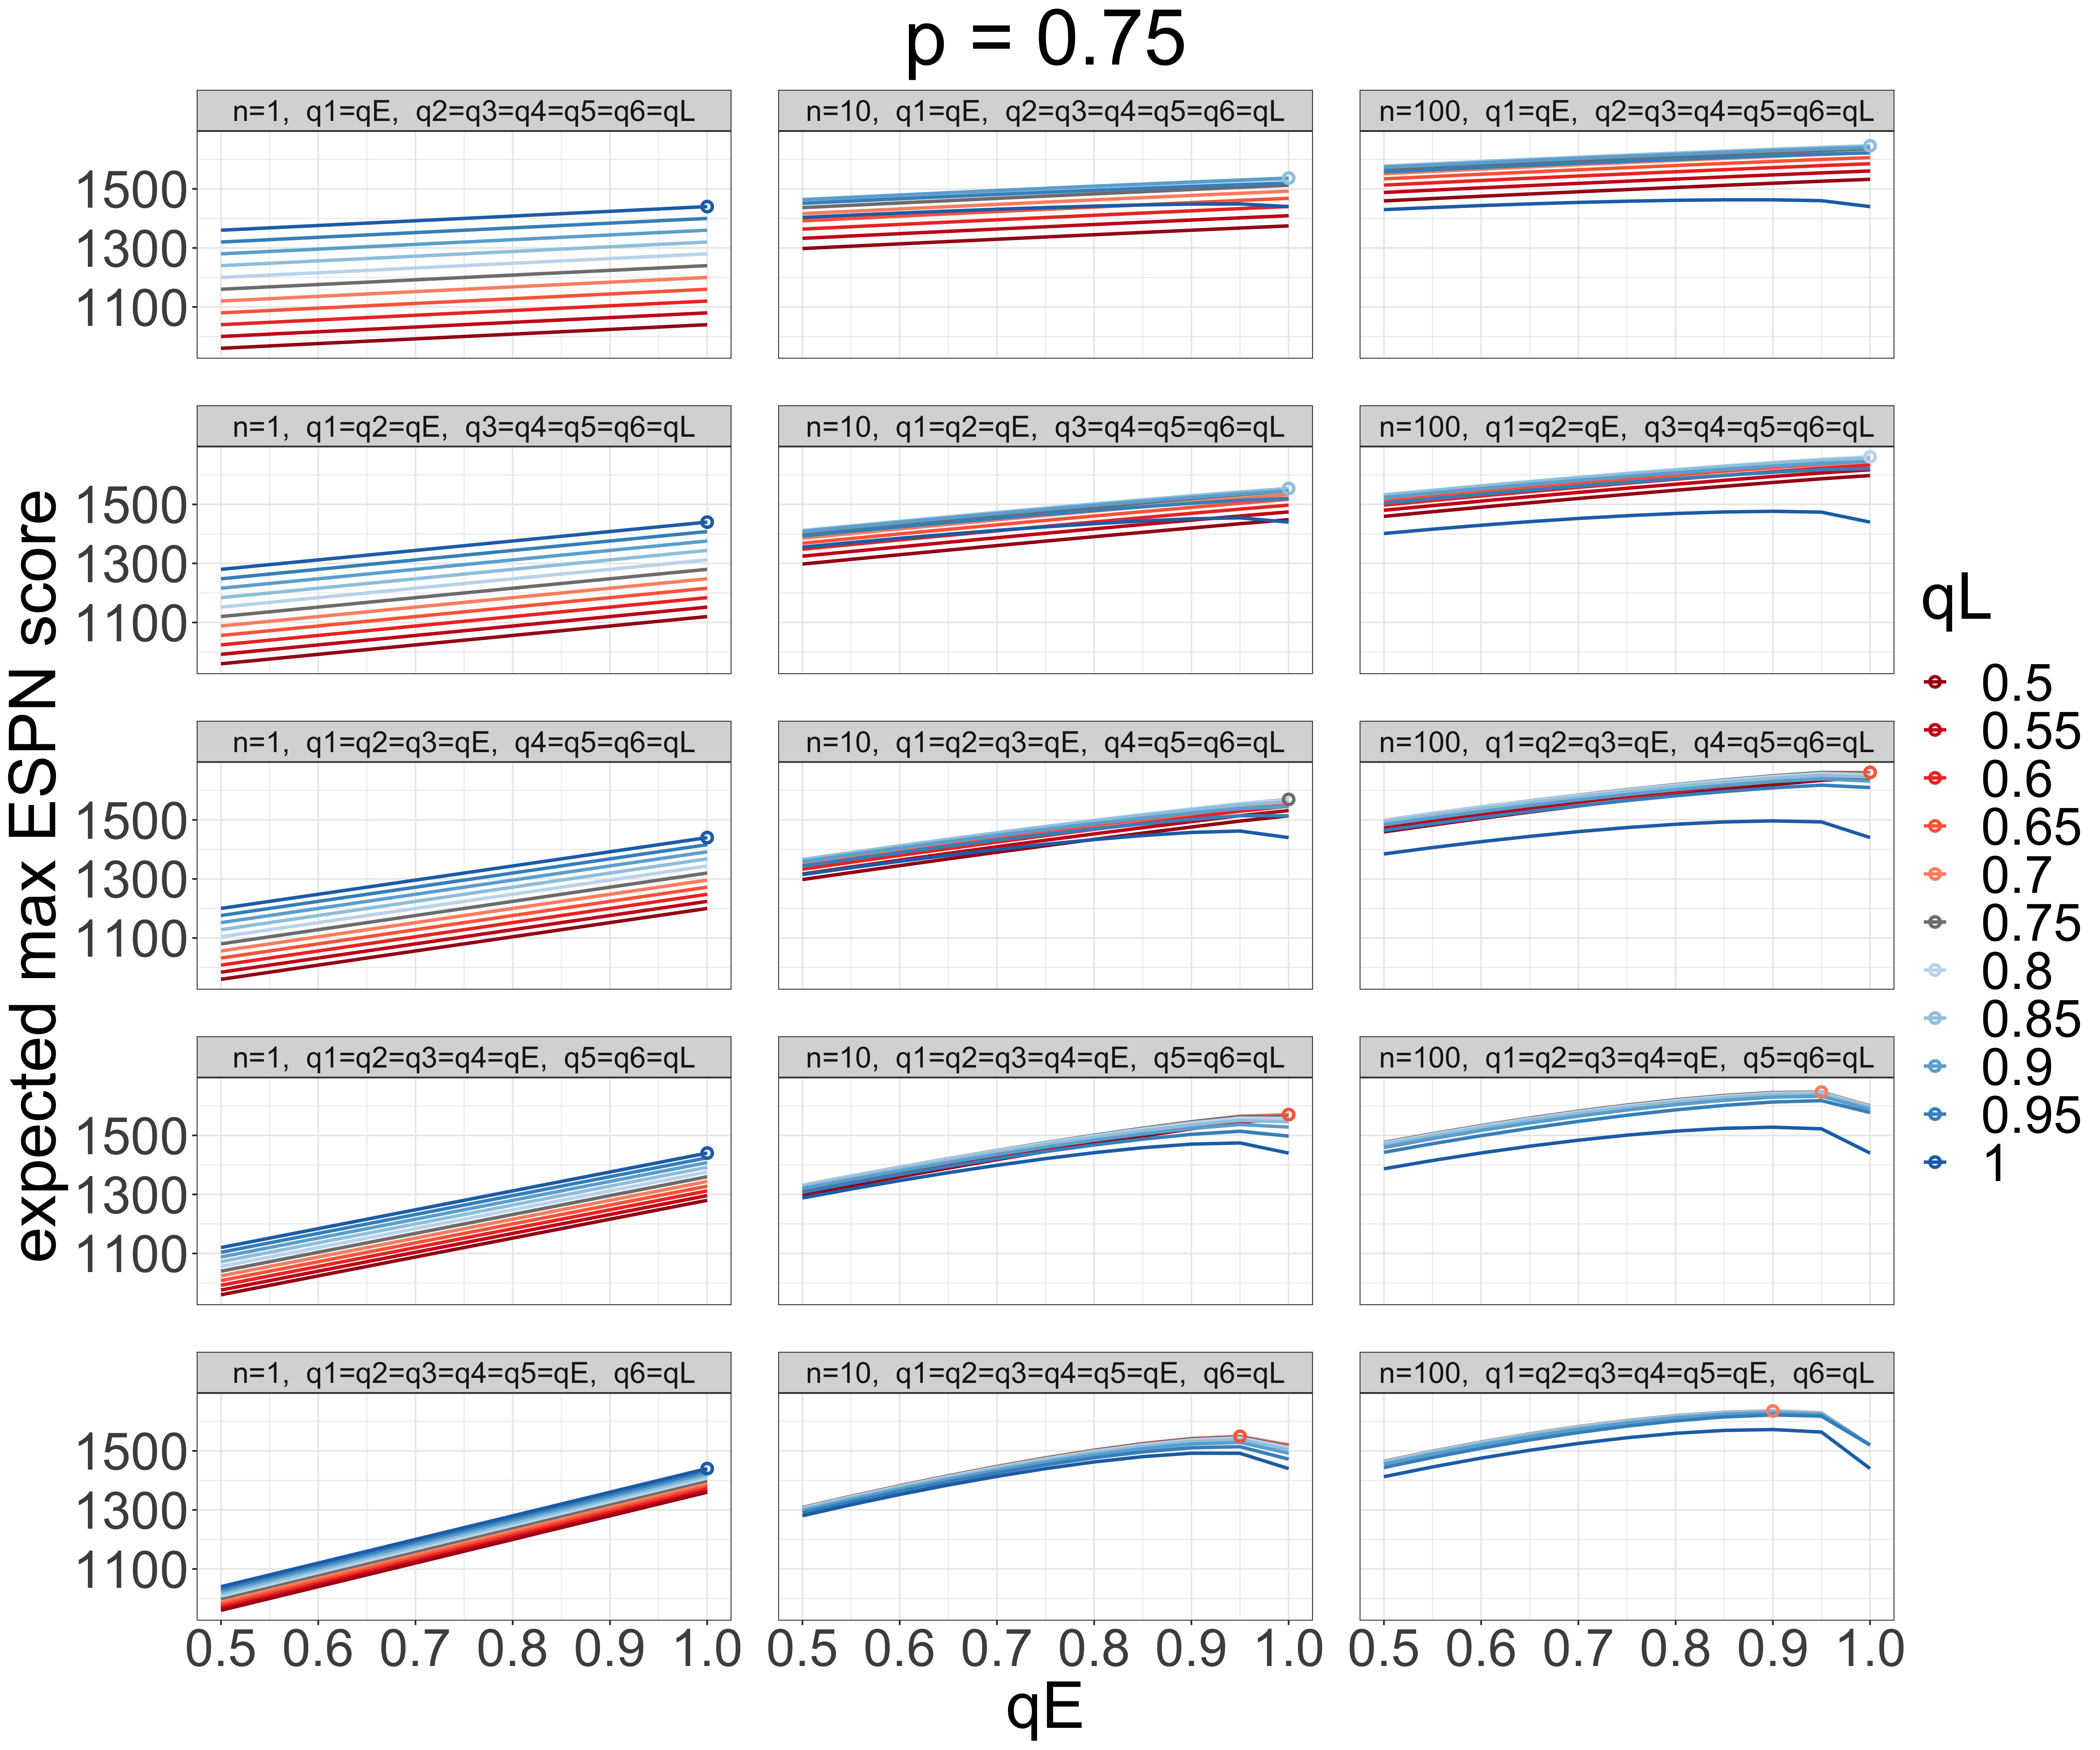 p = 0.75
n=1, q1=qE, q2=q3=q4=q5=q6=qL
n=10, q1=qE, q2=q3=q4=q5=q6=qL
n=100, q1=qE, q2=q3=q4=q5=q6=qL
1500
1300
1100
n=1, q1=q2=qE, q3=q4=q5=q6=qL
n=10, q1=q2=qE, q3=q4=q5=q6=qL
n=100, q1=q2=qE, q3=q4=q5=q6=qL
1500
1300
1100
n=1, q1=q2=q3=qE, q4=q5=q6=qL
n=10, q1=q2=q3=qE, q4=q5=q6=qL
n=100, q1=q2=q3=qE, q4=q5=q6=qL
1500
1300
1100
n=1, q1=q2=q3=q4=qE, q5=q6=qL
n=10, q1=q2=q3=q4=qE, q5=q6=qL
n=100, q1=q2=q3=q4=qE, q5=q6=qL
1500
1300
1100
n=1, q1=q2=q3=q4=q5=qE, q6=qL
n=10, q1=q2=q3=q4=q5=qE, q6=qL
n=100, q1=q2=q3=q4=q5=qE, q6=qL
1500
1300
1100
0.5 0.6 0.7 0.8 0.9 1.0
0.5 0.6 0.7 0.8 0.9 1.0
0.5 0.6 0.7 0.8 0.9 1.0
qE
expected max ESPN score
qL
0.5
0.55
0.6
0.65
0.7
0.75
0.8
0.85
0.9
0.95
1